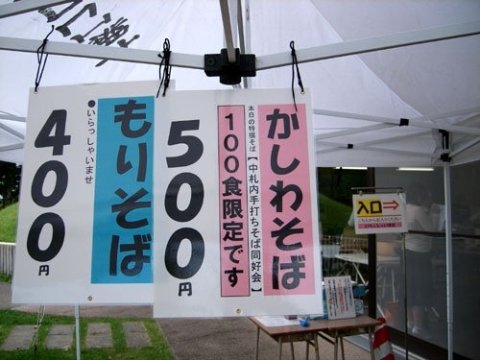 もりそば
●いらっしゃいませ
400円
かしわそば
本日の特撰そば【中札内手打ちそば同好会】
100食限定です
500円
入口⇨